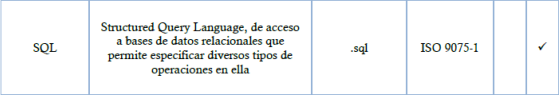 SQL
Structured Query Language, de acceso
a bases de datos relacionales que
permite especificar diversos tipos de
operaciones en ella
.sql
ISO 9075-1
✓